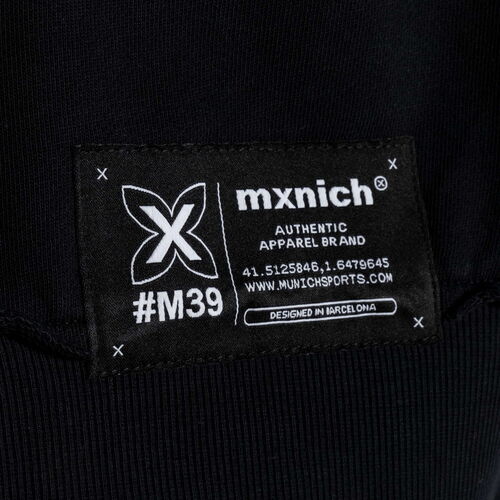 x
x
X
#M39
mxnich®
AUTHENTIC
APPAREL BRAND
41.5125846,1.6479645
WWW.MUNICHSPORTS.COM
DESIGNED IN BARCELONA
x
x